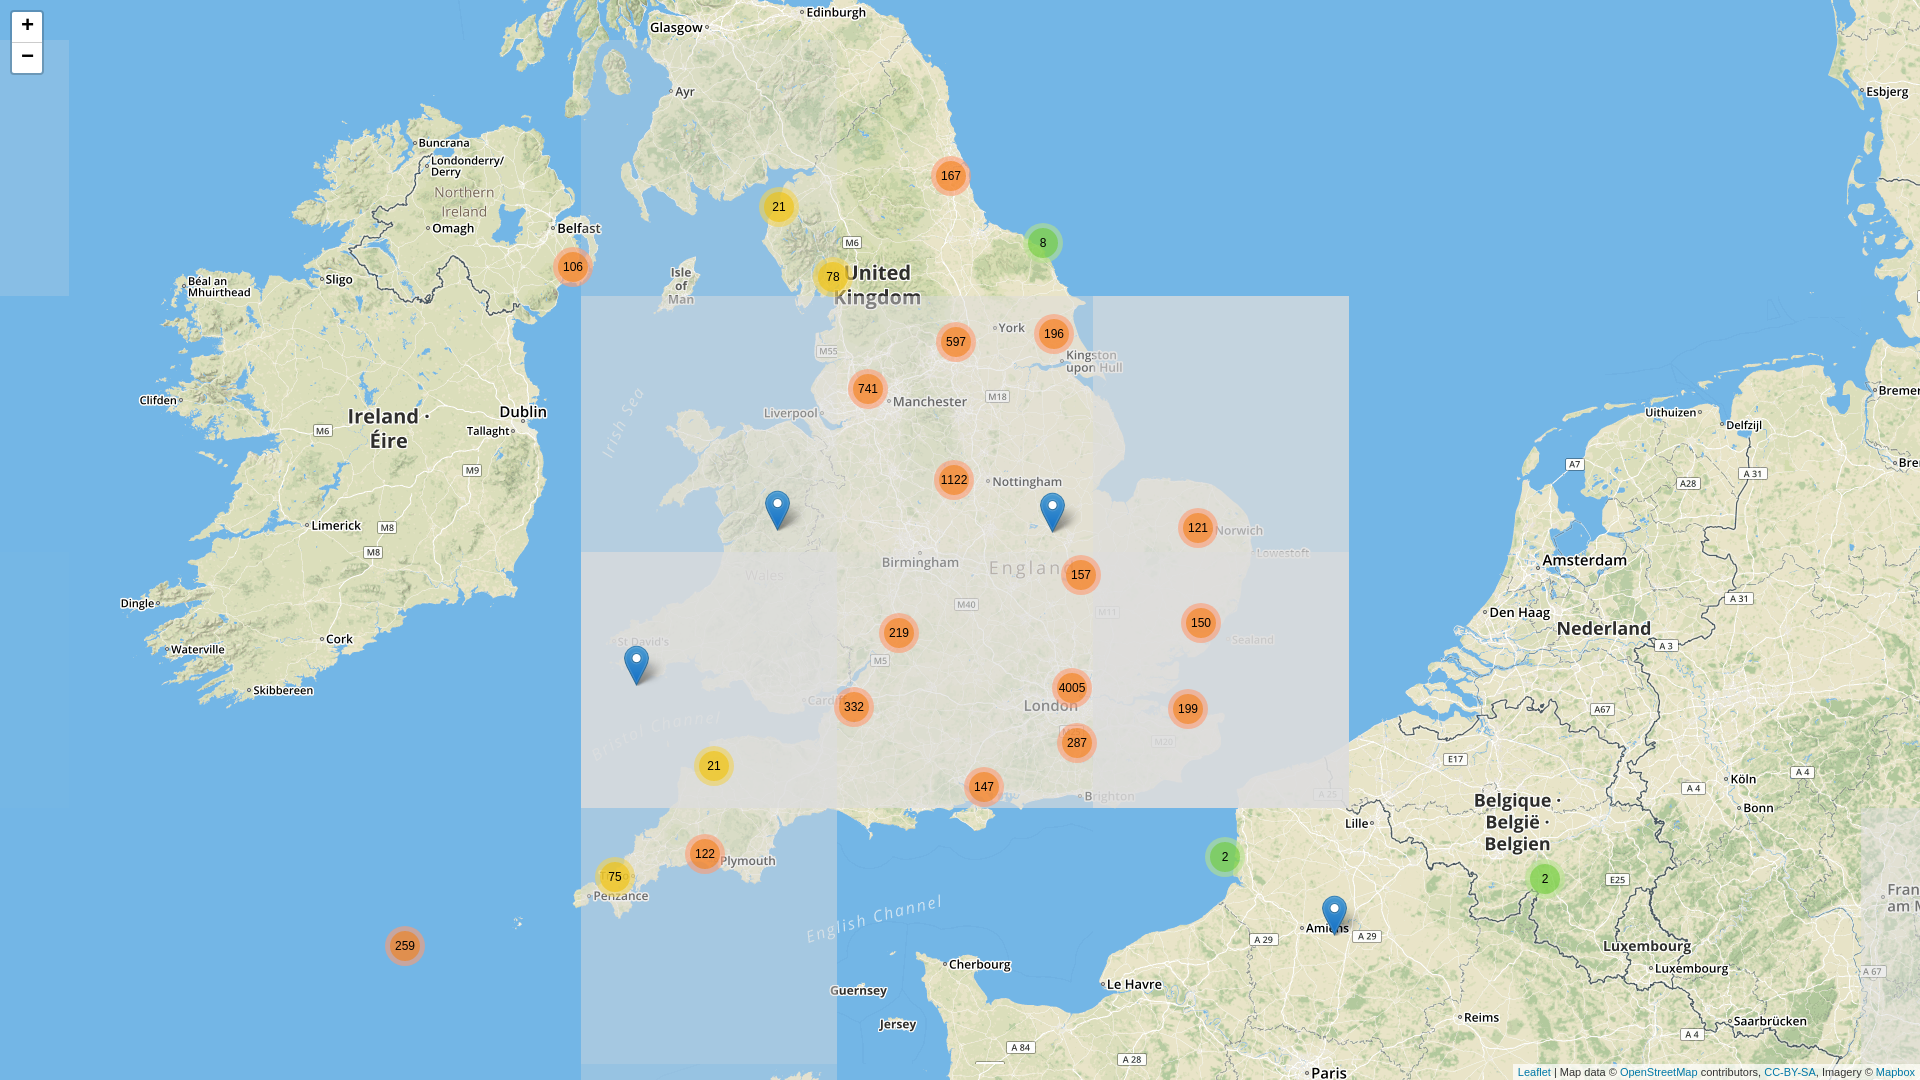 +
−
Glasgow
Edinburgh
Ayr
Esbjerg
Buncrana
Londonderry/
Derry
167
Northern
Ireland
21
Omagh
Belfast
M6
8
106
Isle
of
Man
78
United
Kingdom
Sligo
Béal an
Mhuirthead
York
196
597
M55
Kingston
upon Hull
741
M18
Bremer
Clifden
Manchester
Liverpool
Dublin
Ireland ·
Éire
Tallaght
M6
Irish Sea
Uithuizen
Delfzijl
A7
A 31
Bre
M9
A28
1122
Nottingham
Limerick
M8
M8
121
Norwich
Lowestoft
Birmingham
England
157
Wales
Amsterdam
A 31
Dingle
M40
M11
Den Haag
Nederland
219
150
Sealand
Cork
St David's
A 3
Waterville
M5
Skibbereen
4005
London
Cardiff
332
199
A67
Bristol Channel
287
M20
E17
21
147
Brighton
A 25
A 4
Köln
A 4
Bonn
Belgique ·
België ·
Belgien
Lille
122
Plymouth
2
75
Penzance
2
E25
Fran
am M
English Channel
Amiens
A 29
A 29
259
Luxembourg
Luxembourg
A 67
Cherbourg
Le Havre
Guernsey
Jersey
Reims
Saarbrücken
A 4
A 84
A 28
Paris
Leaflet | Map data © OpenStreetMap contributors, CC-BY-SA, Imagery © Mapbox